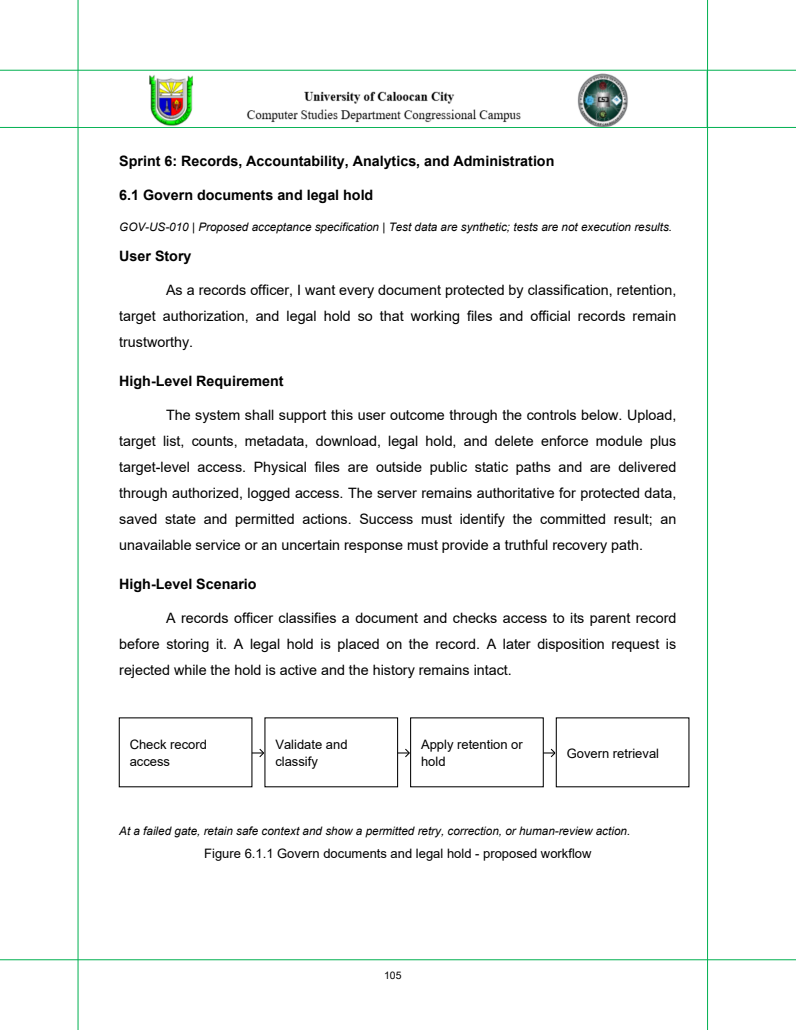 University of Caloocan City
Computer Studies Department Congressional Campus
Sprint 6: Records, Accountability, Analytics, and Administration
6.1 Govern documents and legal hold
GOV-US-010 | Proposed acceptance specification | Test data are synthetic; tests are not execution results.
User Story
As a records officer, I want every document protected by classification, retention,
target authorization, and legal hold so that working files and official records remain
trustworthy.
High-Level Requirement
The system shall support this user outcome through the controls below. Upload,
target list, counts, metadata, download, legal hold, and delete enforce module plus
target-level access. Physical files are outside public static paths and are delivered
through authorized, logged access. The server remains authoritative for protected data,
saved state and permitted actions. Success must identify the committed result; an
unavailable service or an uncertain response must provide a truthful recovery path.
High-Level Scenario
A records officer classifies a document and checks access to its parent record
before storing it. A legal hold is placed on the record. A later disposition request is
rejected while the hold is active and the history remains intact.
Check record
access
Validate and
classify
Apply retention or
hold
Govern retrieval
At a failed gate, retain safe context and show a permitted retry, correction, or human-review action.
Figure 6.1.1 Govern documents and legal hold - proposed workflow
105